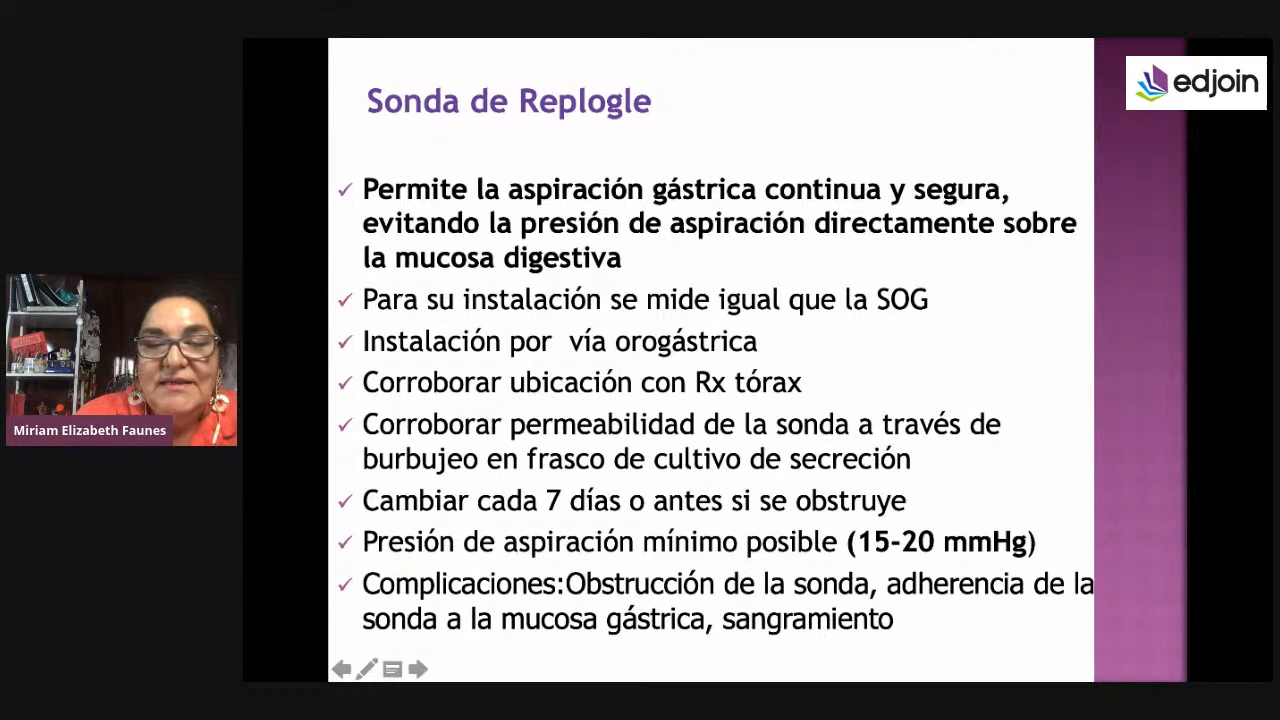 Sonda de Replogle
edjoin
Permite la aspiración gástrica continua y segura,
evitando la presión de aspiración directamente sobre
la mucosa digestiva
Para su instalación se mide igual que la SOG
Instalación por vía orogástrica
Corroborar ubicación con Rx tórax
Corroborar permeabilidad de la sonda a través de
burbujeo en frasco de cultivo de secreción
Cambiar cada 7 días o antes si se obstruye
Presión de aspiración mínimo posible (15-20 mmHg)
Complicaciones:Obstrucción de la sonda, adherencia de la
sonda a la mucosa gástrica, sangramiento
Miriam Elizabeth Faunes